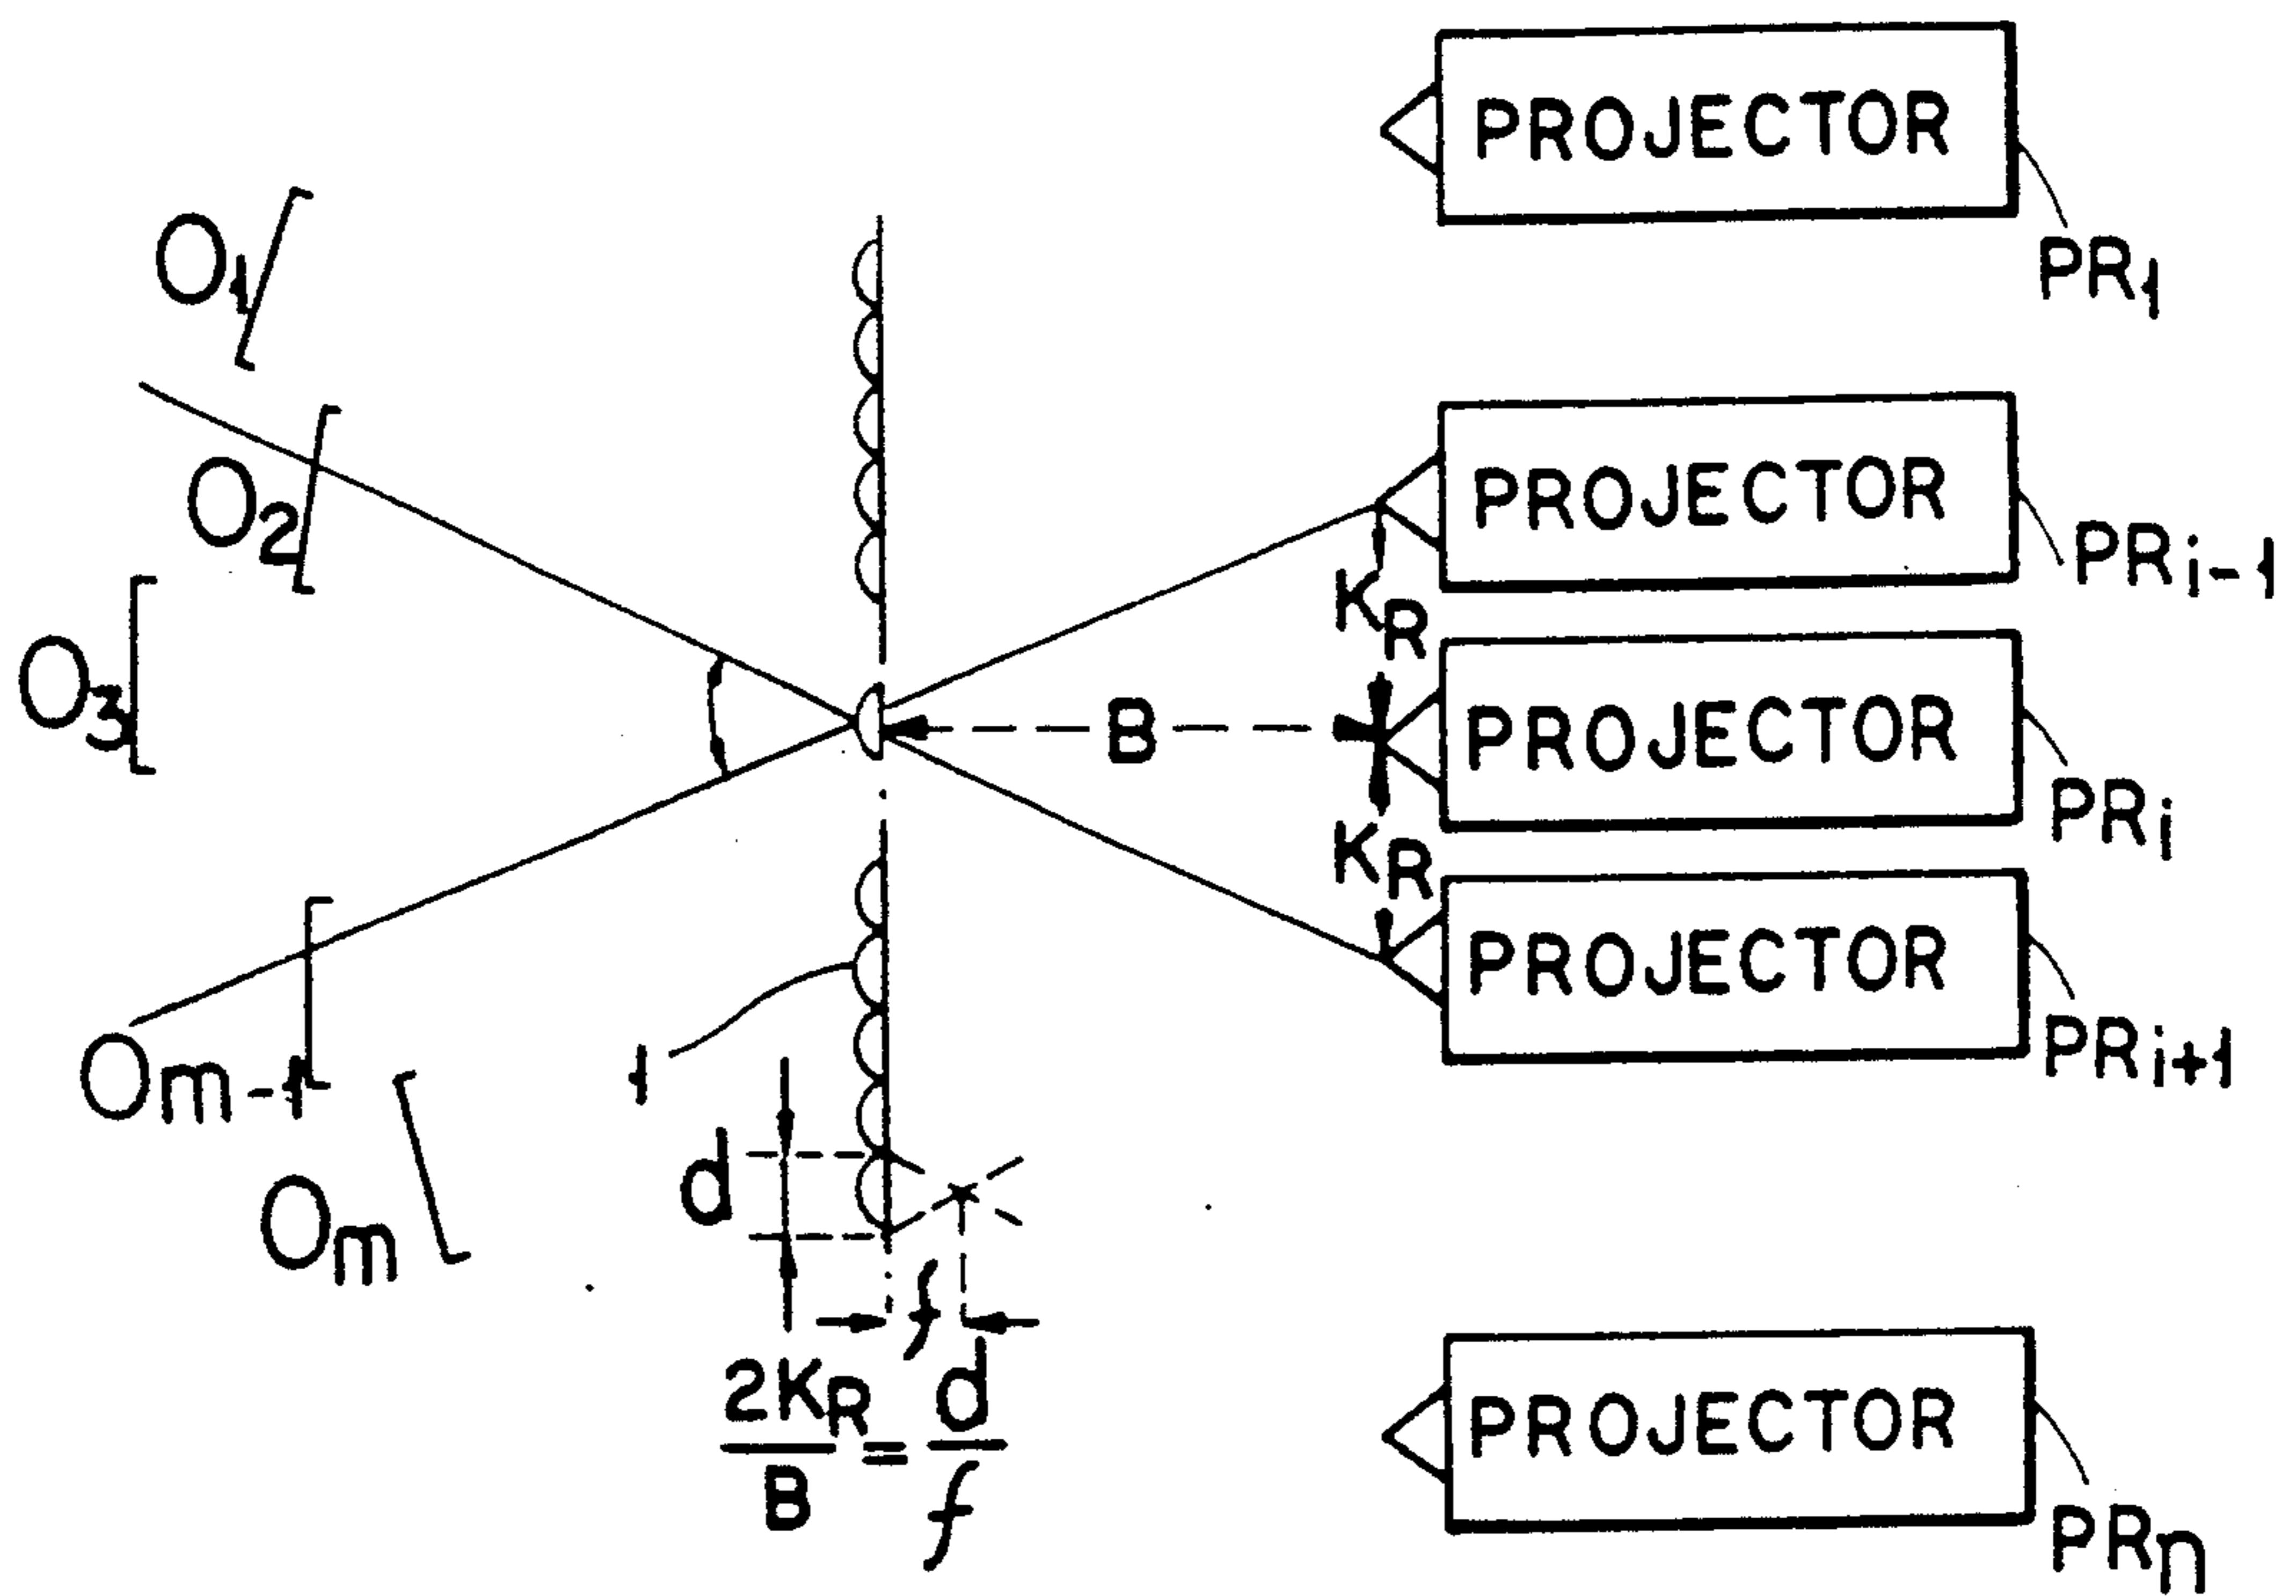 PROJECTOR
PR1
O1
O2
PROJECTOR
PRi-1
KR
O3
B
PROJECTOR
PRi
KR
PROJECTOR
PRi+1
Om-1
1
d
Om
f
2KR/B = d/f
PROJECTOR
PRn